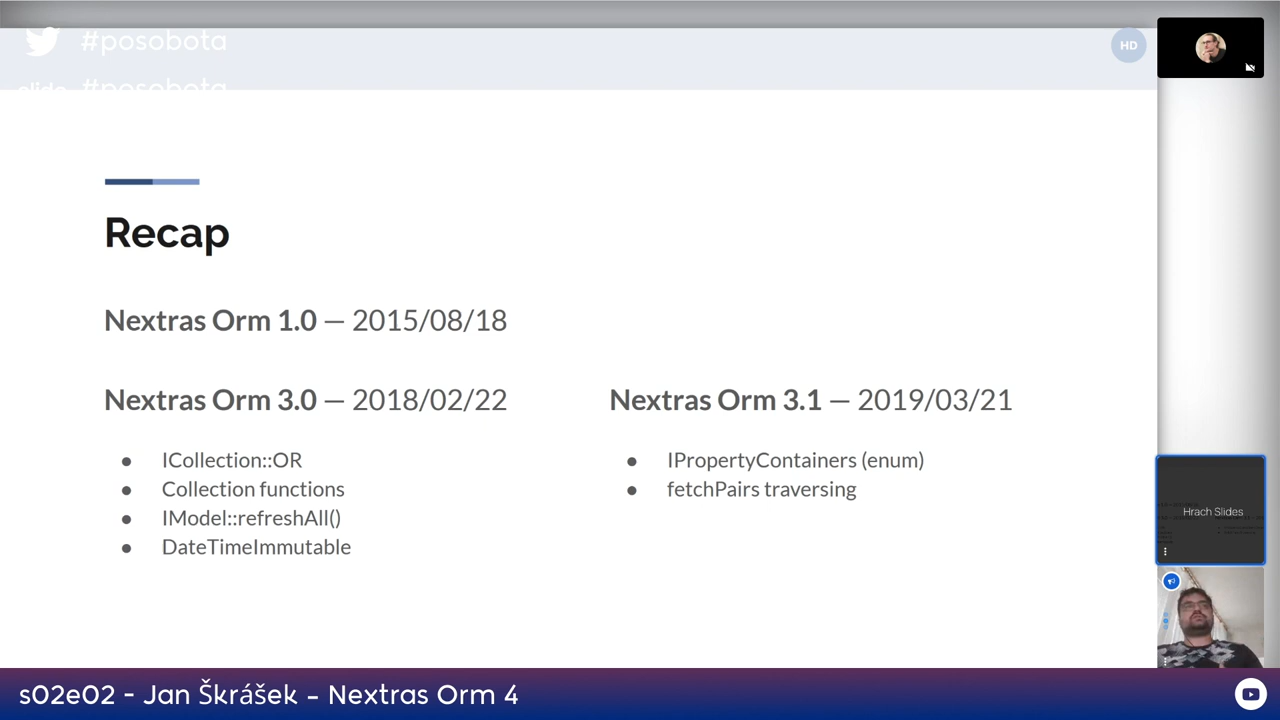 #posobota
slido #posobota
HD
Recap
Nextras Orm 1.0 — 2015/08/18
Nextras Orm 3.0 — 2018/02/22
ICollection::OR
Collection functions
IModel::refreshAll()
DateTimeImmutable
Nextras Orm 3.1 — 2019/03/21
IPropertyContainers (enum)
fetchPairs traversing
Hrach Slides
s02e02 - Jan Škrášek – Nextras Orm 4